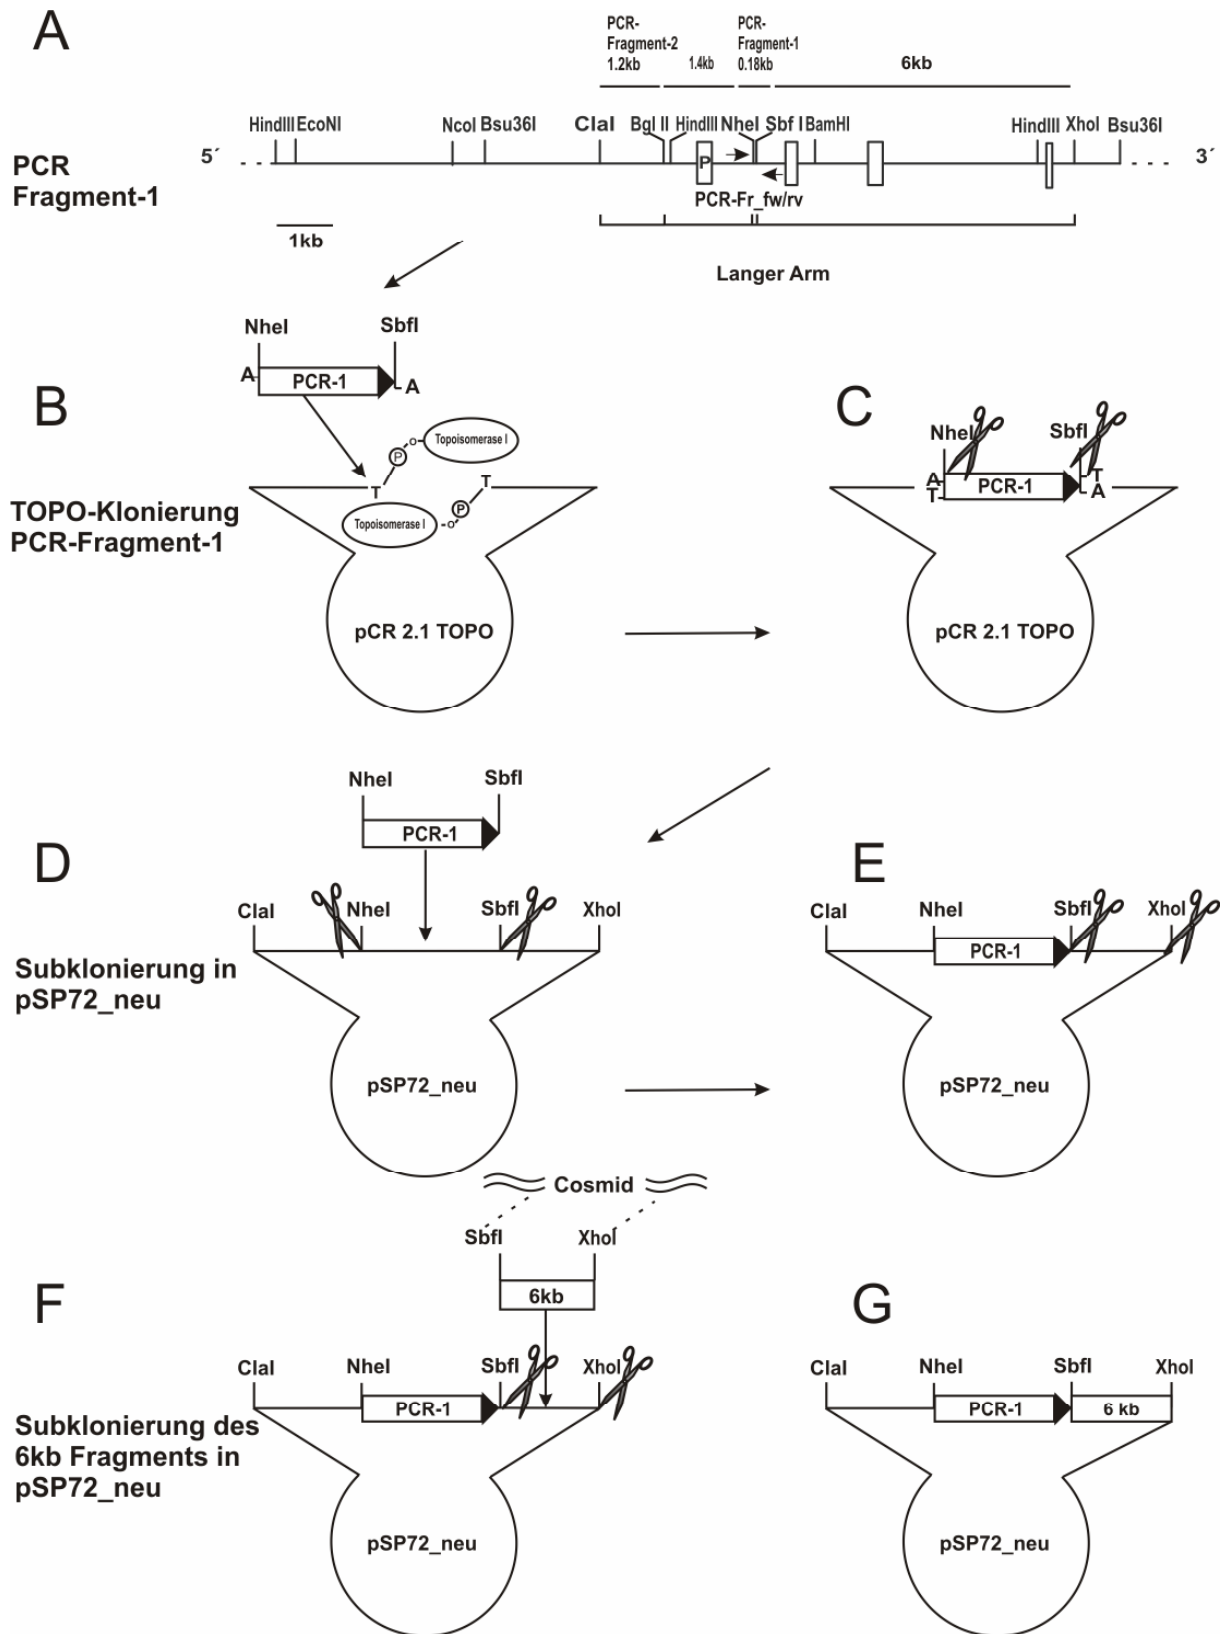 A
PCR-
Fragment-2
1.2kb
1.4kb
PCR-
Fragment-1
0.18kb
6kb
HindIII EcoNI NcoI Bsu36I ClaI Bgl II HindIII NheI Sbf I BamHI HindIII XhoI Bsu36I
5´ 3´
P
PCR
Fragment-1
PCR-Fr_fw/rv
1kb
Langer Arm
NheI SbfI
A PCR-1 A
B
C
NheI SbfI
Topoisomerase I
P o
T T
Topoisomerase I o P
A T PCR-1 T A
TOPO-Klonierung
PCR-Fragment-1
pCR 2.1 TOPO
pCR 2.1 TOPO
NheI SbfI
PCR-1
D
E
ClaI NheI SbfI XhoI
ClaI NheI SbfI XhoI
PCR-1
Subklonierung in
pSP72_neu
pSP72_neu
pSP72_neu
Cosmid
SbfI XhoI
6kb
F
G
ClaI NheI SbfI XhoI
ClaI NheI SbfI XhoI
PCR-1
PCR-1 6 kb
Subklonierung des
6kb Fragments in
pSP72_neu
pSP72_neu
pSP72_neu